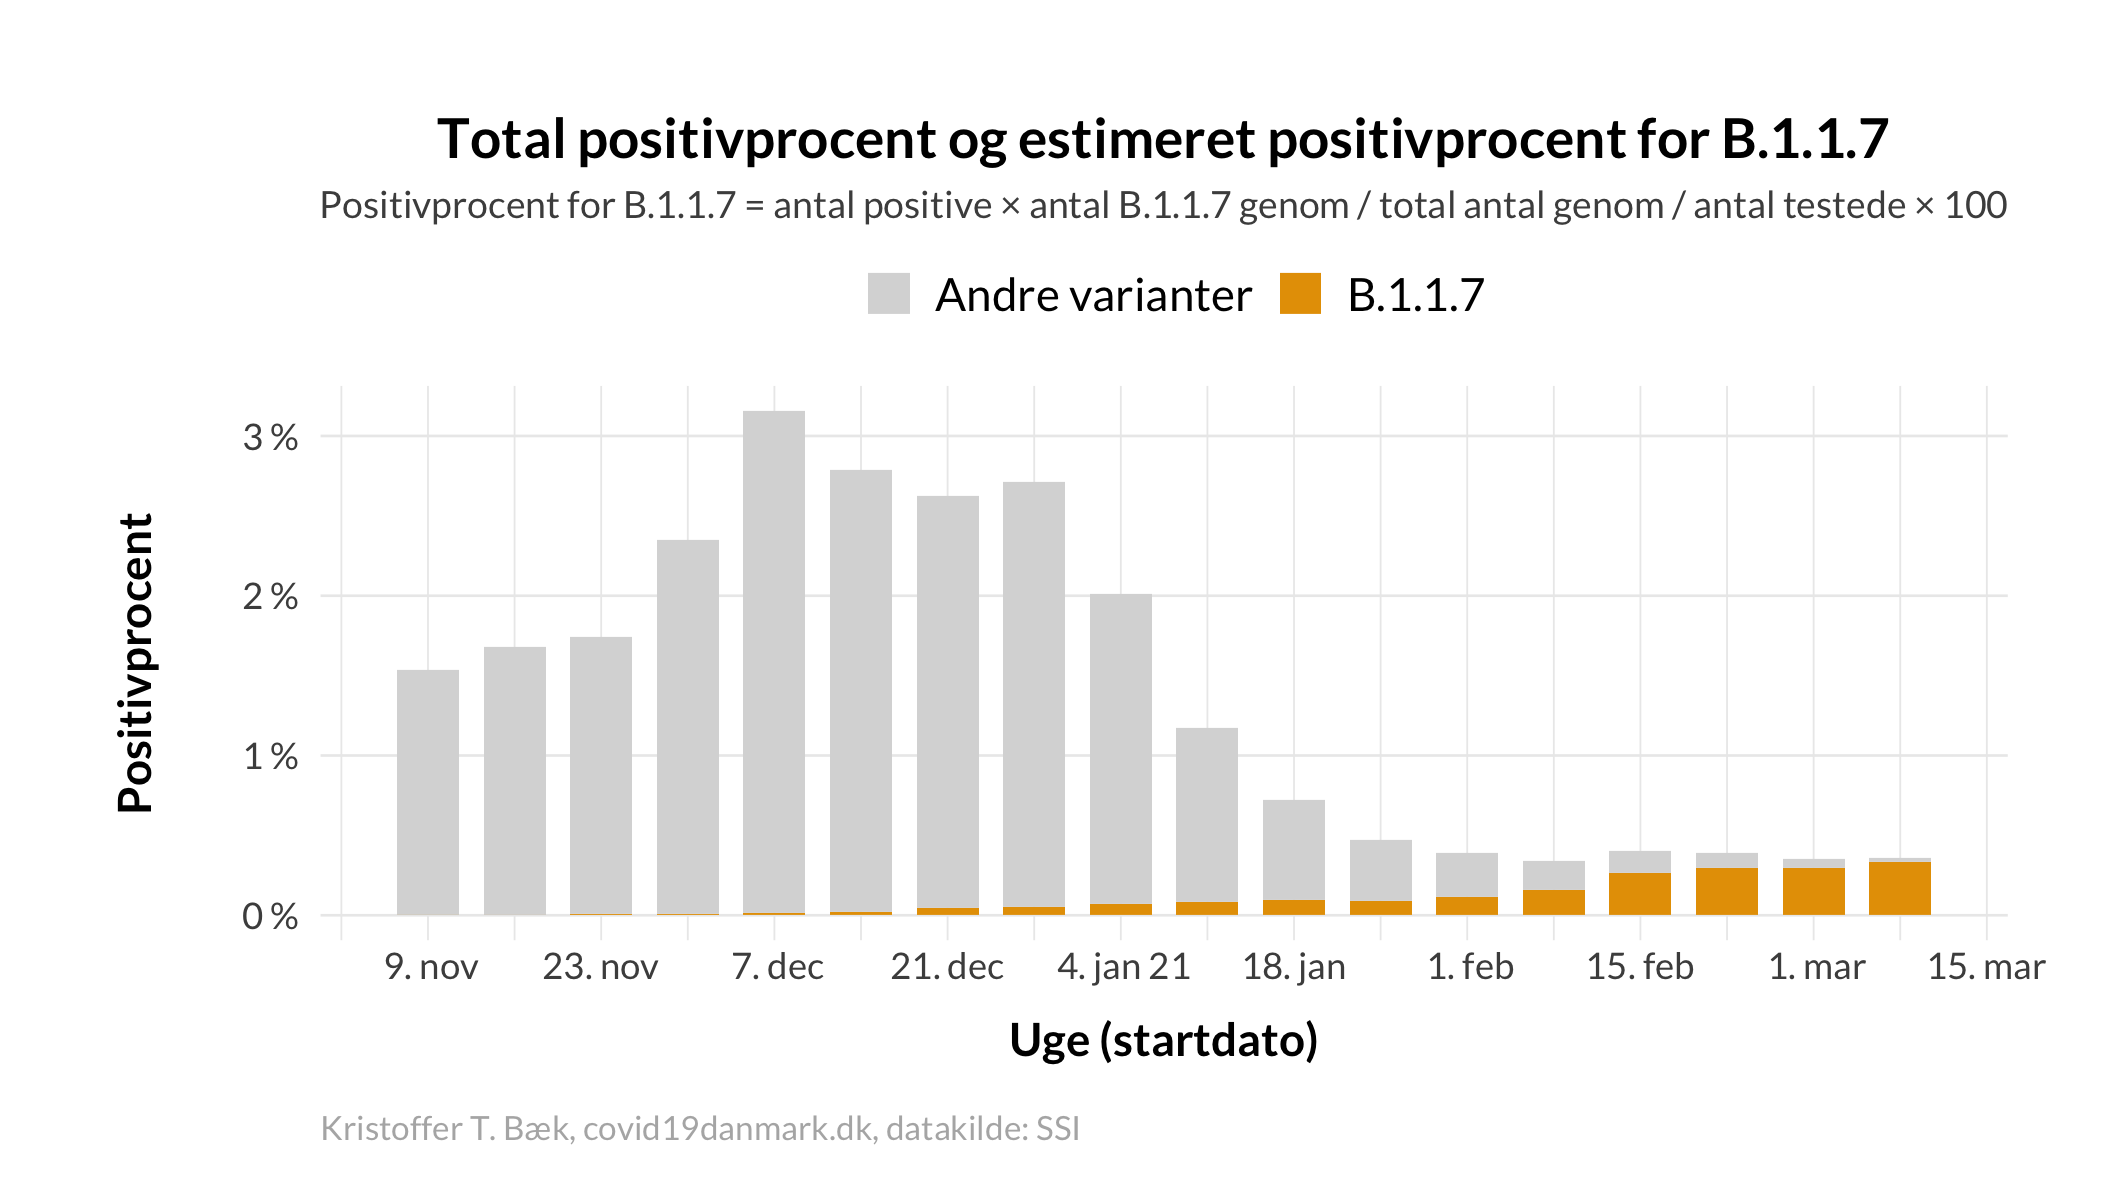 Total positivprocent og estimeret positivprocent for B.1.1.7
Positivprocent for B.1.1.7 = antal positive × antal B.1.1.7 genom / total antal genom / antal testede × 100
Andre varianter B.1.1.7
Positivprocent
3 %
2 %
1 %
0 %
9. nov 23. nov 7. dec 21. dec 4. jan 21 18. jan 1. feb 15. feb 1. mar 15. mar
Uge (startdato)
Kristoffer T. Bæk, covid19danmark.dk, datakilde: SSI